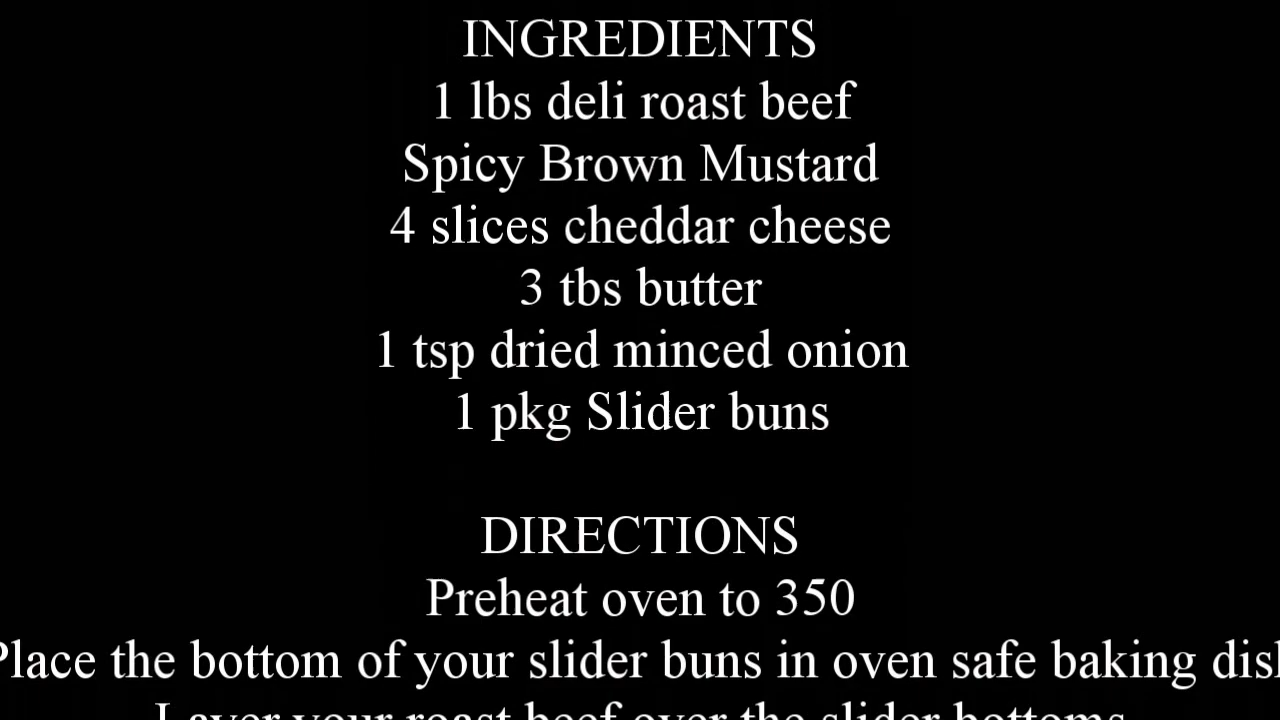 INGREDIENTS
1 lbs deli roast beef
Spicy Brown Mustard
4 slices cheddar cheese
3 tbs butter
1 tsp dried minced onion
1 pkg Slider buns
DIRECTIONS
Preheat oven to 350
Place the bottom of your slider buns in oven safe baking dish
Layer your roast beef over the slider bottoms